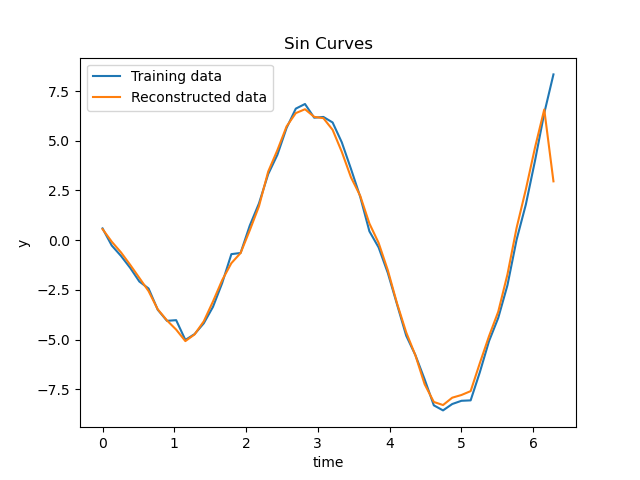 Sin Curves
Training data
Reconstructed data
7.5
5.0
2.5
0.0
−2.5
−5.0
−7.5
y
0 1 2 3 4 5 6
time